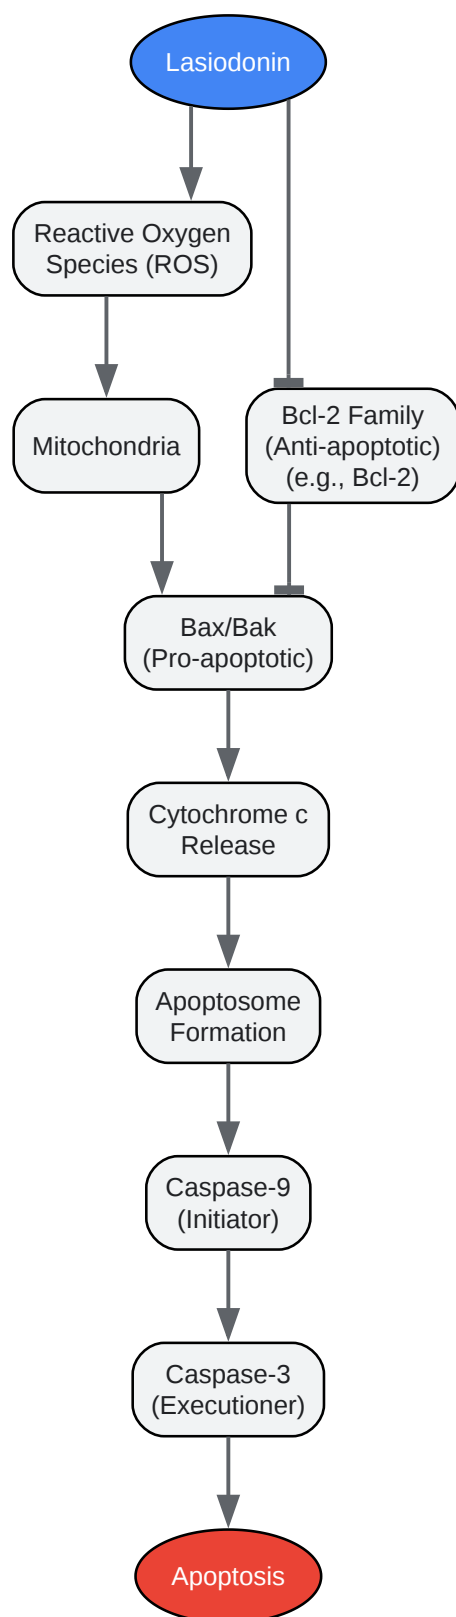 Lasiodonin
Reactive Oxygen
Species (ROS)
Mitochondria
Bcl-2 Family
(Anti-apoptotic)
(e.g., Bcl-2)
Bax/Bak
(Pro-apoptotic)
Cytochrome c
Release
Apoptosome
Formation
Caspase-9
(Initiator)
Caspase-3
(Executioner)
Apoptosis